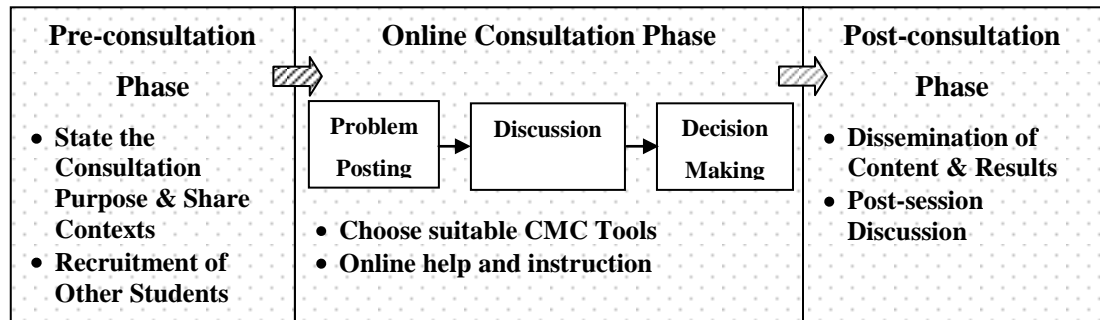 Pre-consultation
Phase
• State the
Consultation
Purpose & Share
Contexts
• Recruitment of
Other Students
Online Consultation Phase
Problem
Posting
Discussion
Decision
Making
• Choose suitable CMC Tools
• Online help and instruction
Post-consultation
Phase
• Dissemination of
Content & Results
• Post-session
Discussion